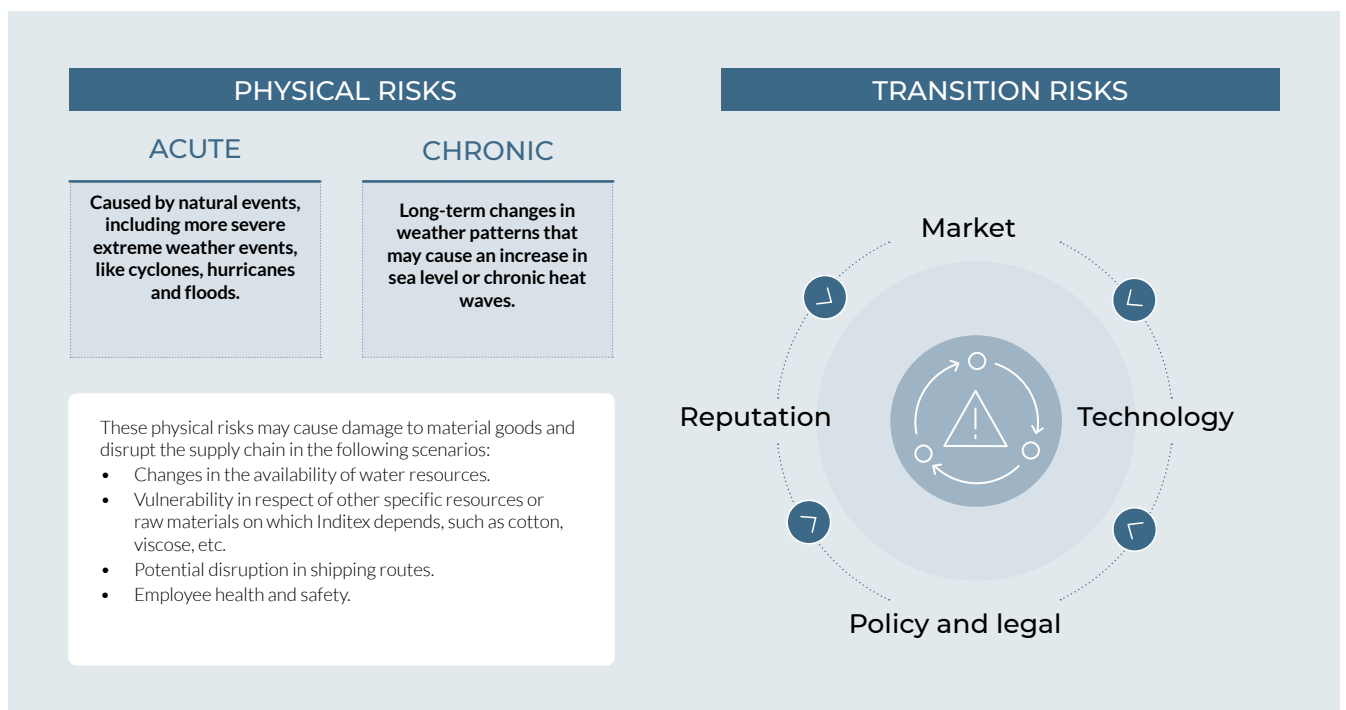 PHYSICAL RISKS
ACUTE
CHRONIC
Caused by natural events,
including more severe
extreme weather events,
like cyclones, hurricanes
and floods.
Long-term changes in
weather patterns that
may cause an increase in
sea level or chronic heat
waves.
These physical risks may cause damage to material goods and
disrupt the supply chain in the following scenarios:
• Changes in the availability of water resources.
• Vulnerability in respect of other specific resources or
raw materials on which Inditex depends, such as cotton,
viscose, etc.
• Potential disruption in shipping routes.
• Employee health and safety.
TRANSITION RISKS
Market
Reputation
Technology
Policy and legal